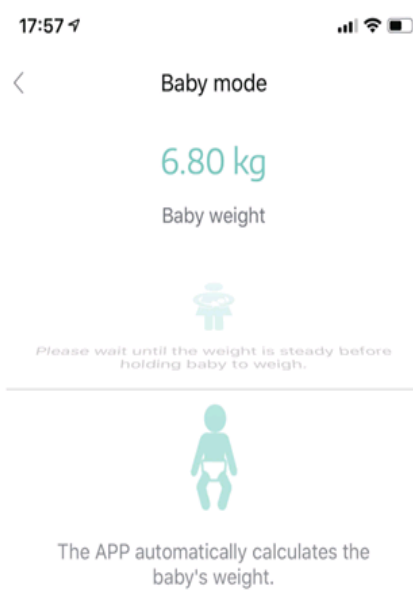 17:57
Baby mode
6.80 kg
Baby weight
Please wait until the weight is steady before
holding baby to weigh.
The APP automatically calculates the
baby's weight.